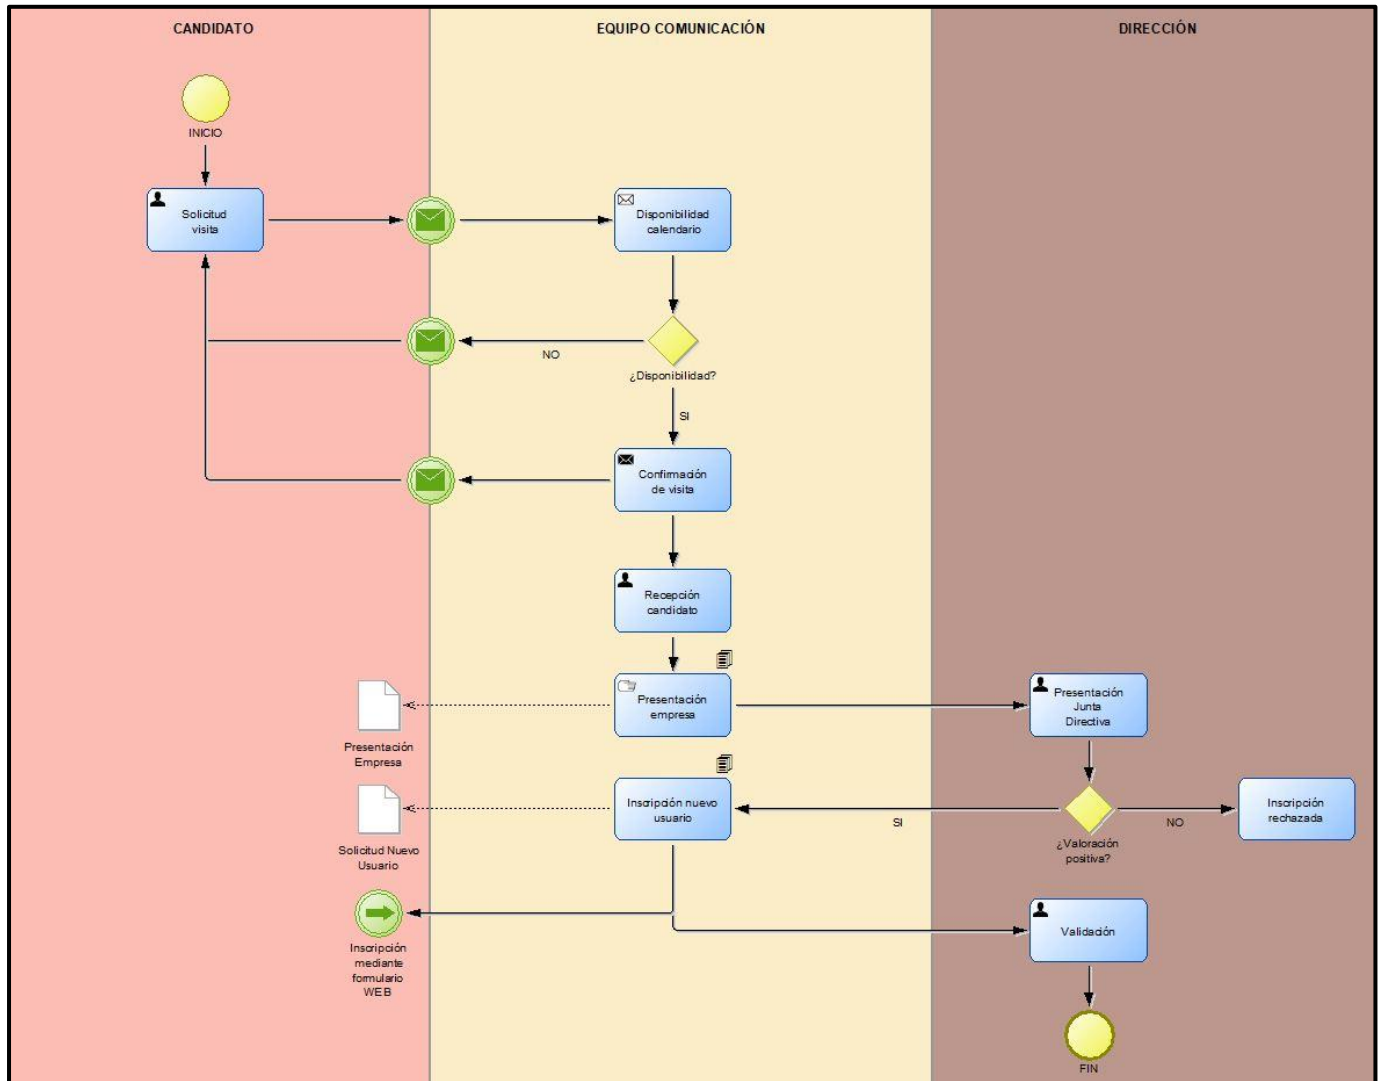 CANDIDATO
EQUIPO COMUNICACIÓN
DIRECCIÓN
INICIO
Solicitud
visita
Disponibilidad
calendario
NO
¿Disponibilidad?
SI
Confirmación
de visita
Recepción
candidato
Presentación
empresa
Presentación
Junta
Directiva
Presentación
Empresa
Inscripción nuevo
usuario
SI
NO
Inscripción
rechazada
¿Valoración
positiva?
Solicitud Nuevo
Usuario
Validación
Inscripción
mediante
formulario
WEB
FIN